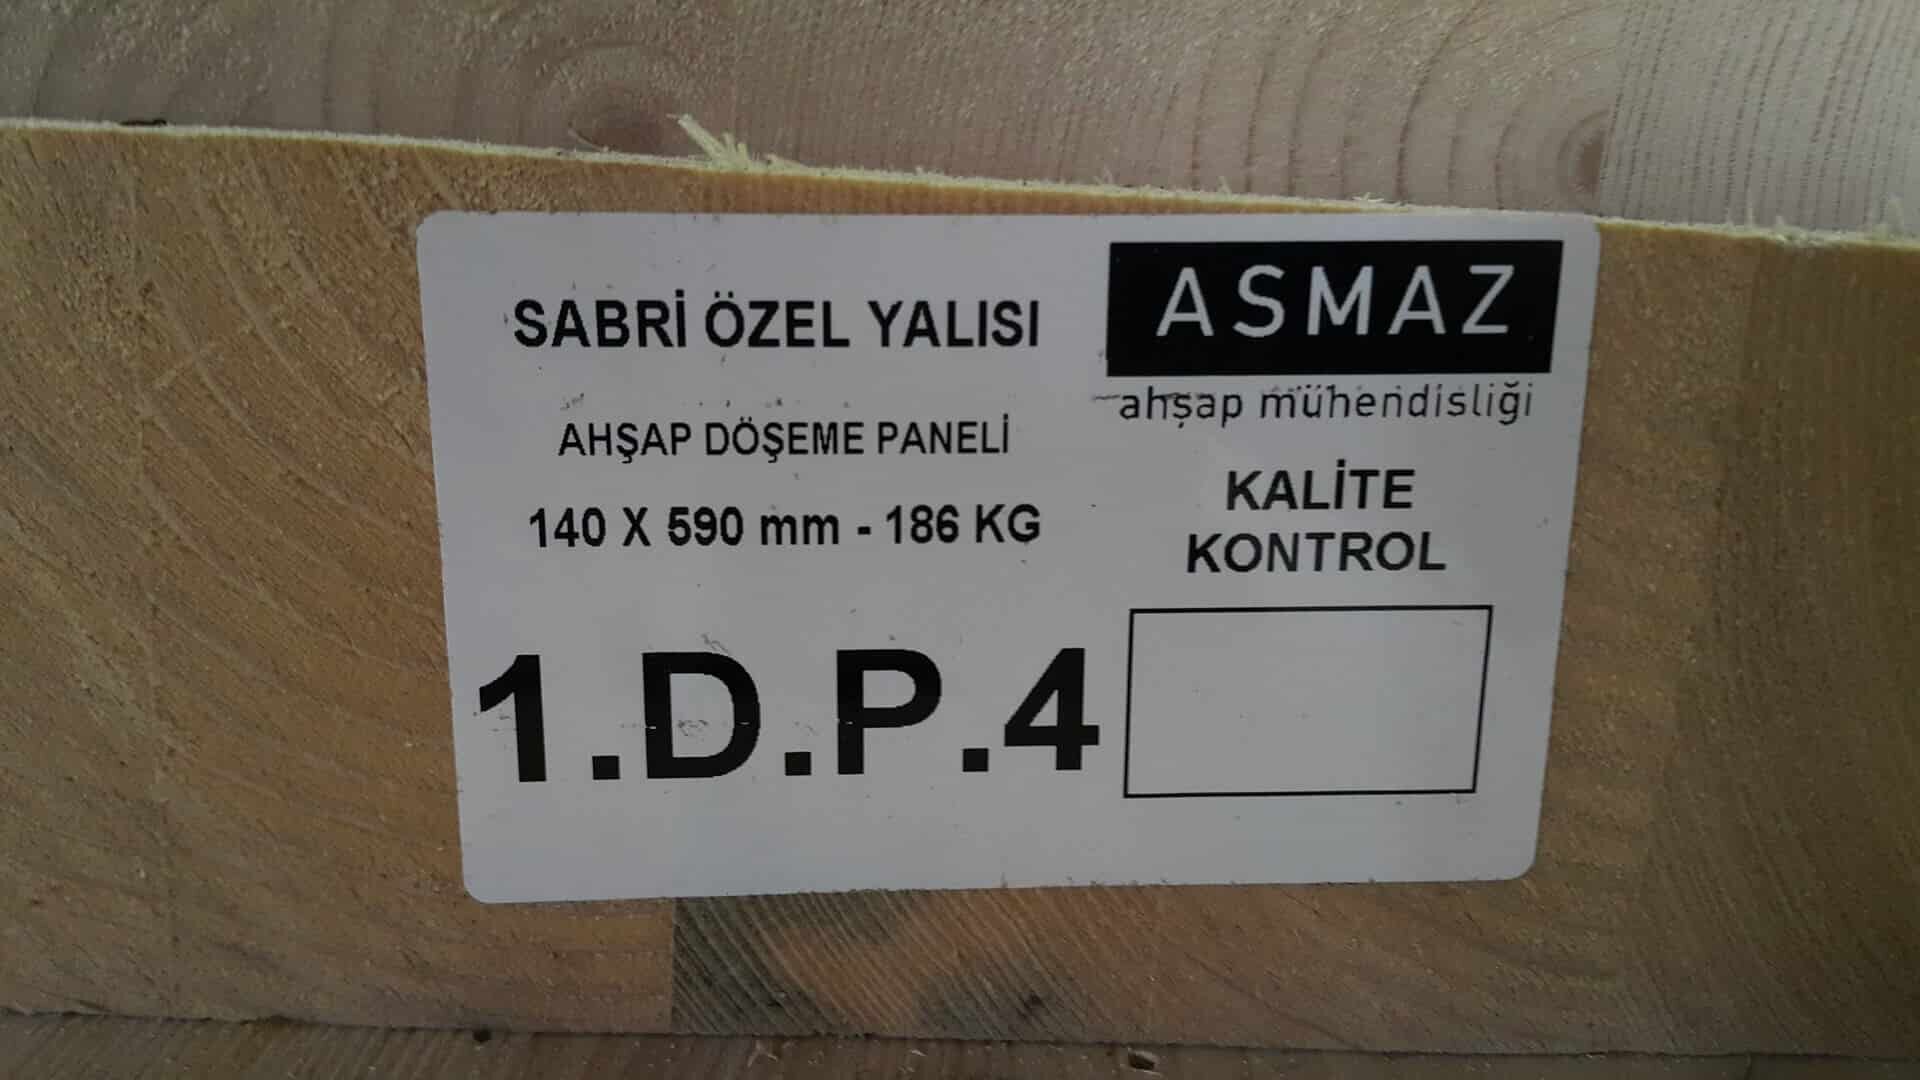 SABRİ ÖZEL YALISI
AHŞAP DÖŞEME PANELİ
140 X 590 mm - 186 KG
1.D.P.4
ASMAZ
ahşap mühendisliği
KALİTE
KONTROL